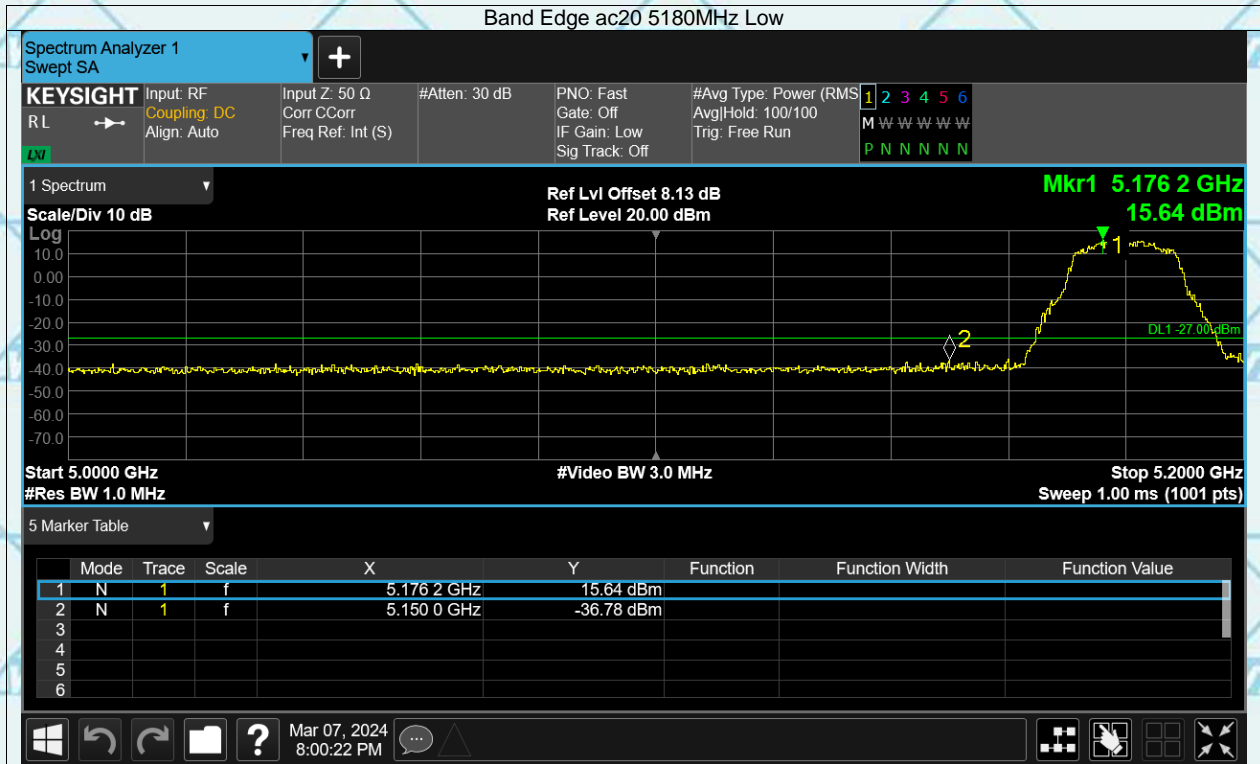 Band Edge ac20 5180MHz Low
Spectrum Analyzer 1
Swept SA
KEYSIGHT
R L
LXI
Input: RF
Coupling: DC
Align: Auto
Input Z: 50 Ω
Corr CCorr
Freq Ref: Int (S)
#Atten: 30 dB
PNO: Fast
Gate: Off
IF Gain: Low
Sig Track: Off
#Avg Type: Power (RMS
Avg|Hold: 100/100
Trig: Free Run
1 2 3 4 5 6
M W W W W W
P N N N N N
1 Spectrum
Scale/Div 10 dB
Ref Lvl Offset 8.13 dB
Ref Level 20.00 dBm
Mkr1 5.176 2 GHz
15.64 dBm
Log
10.0
0.00
-10.0
-20.0
-30.0
-40.0
-50.0
-60.0
-70.0
1
2
DL1 -27.00 dBm
Start 5.0000 GHz
#Video BW 3.0 MHz
Stop 5.2000 GHz
#Res BW 1.0 MHz
Sweep 1.00 ms (1001 pts)
5 Marker Table
Mode Trace Scale X Y Function Function Width Function Value
1 N 1 f 5.176 2 GHz 15.64 dBm
2 N 1 f 5.150 0 GHz -36.78 dBm
3
4
5
6
?
Mar 07, 2024
8:00:22 PM